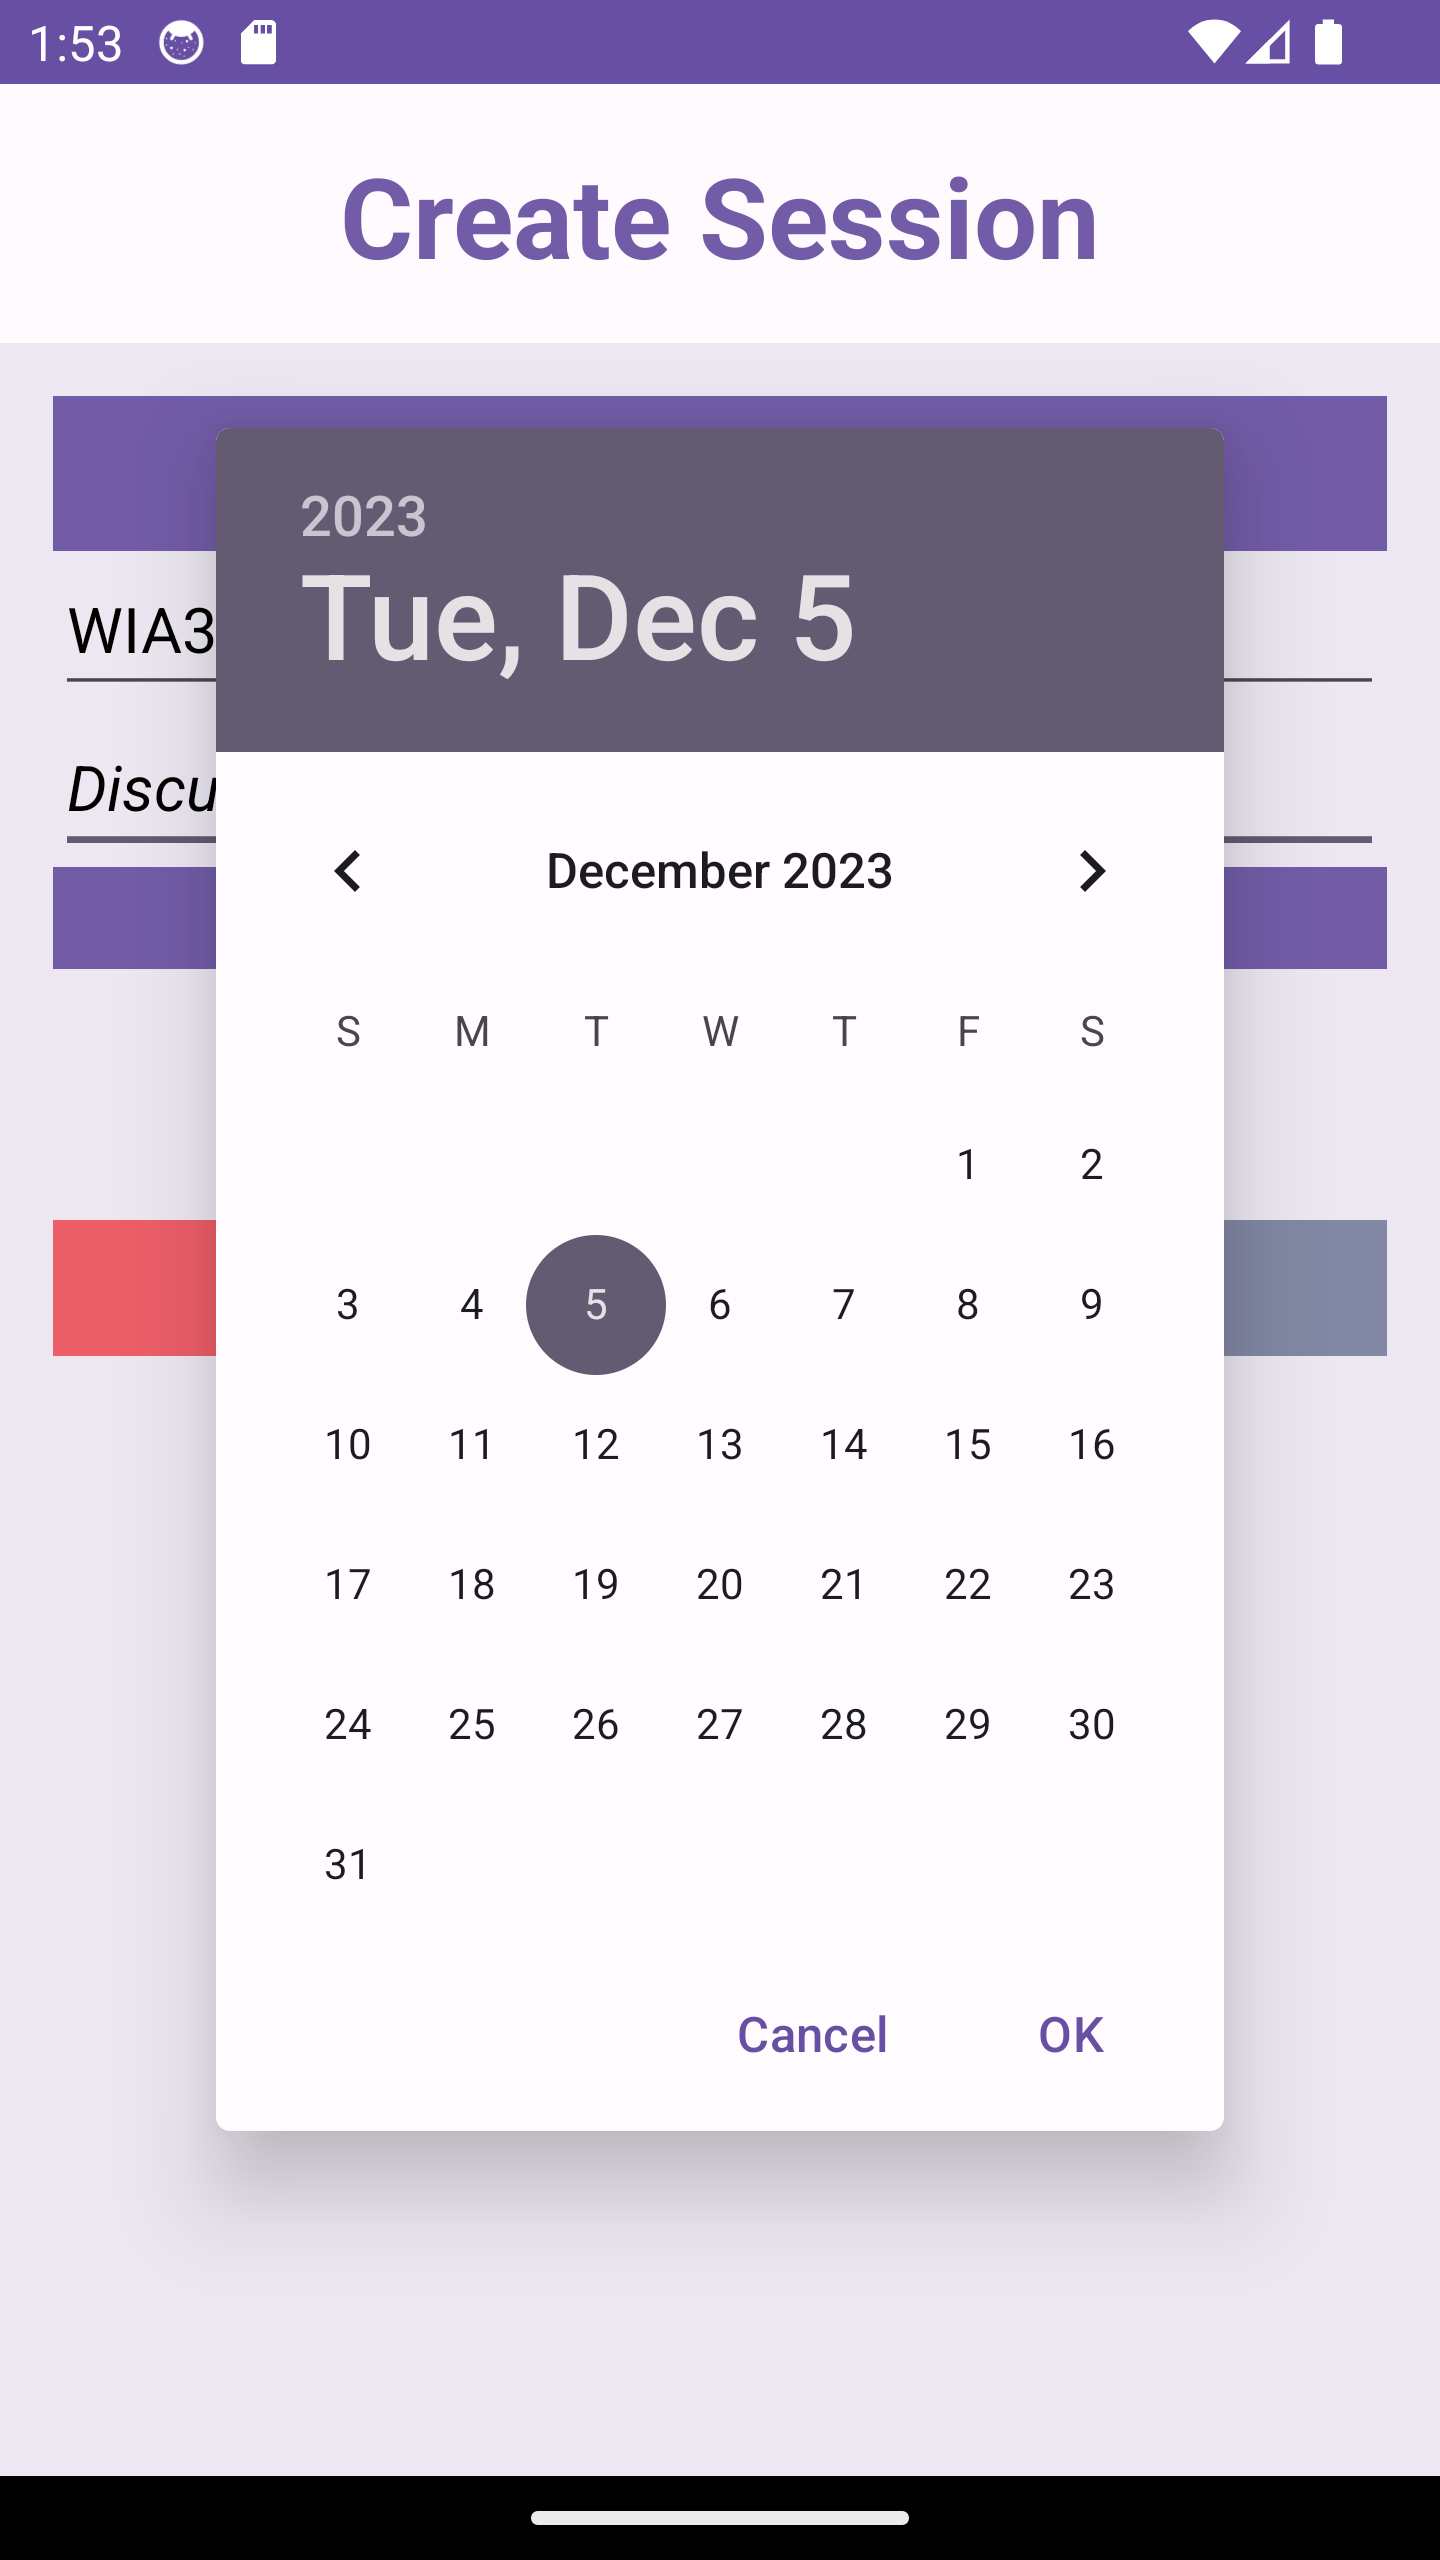 1:53
Create Session
2023
Tue, Dec 5
WIA3
Discu
December 2023
S M T W T F S
1 2
3 4 5 6 7 8 9
10 11 12 13 14 15 16
17 18 19 20 21 22 23
24 25 26 27 28 29 30
31
Cancel OK